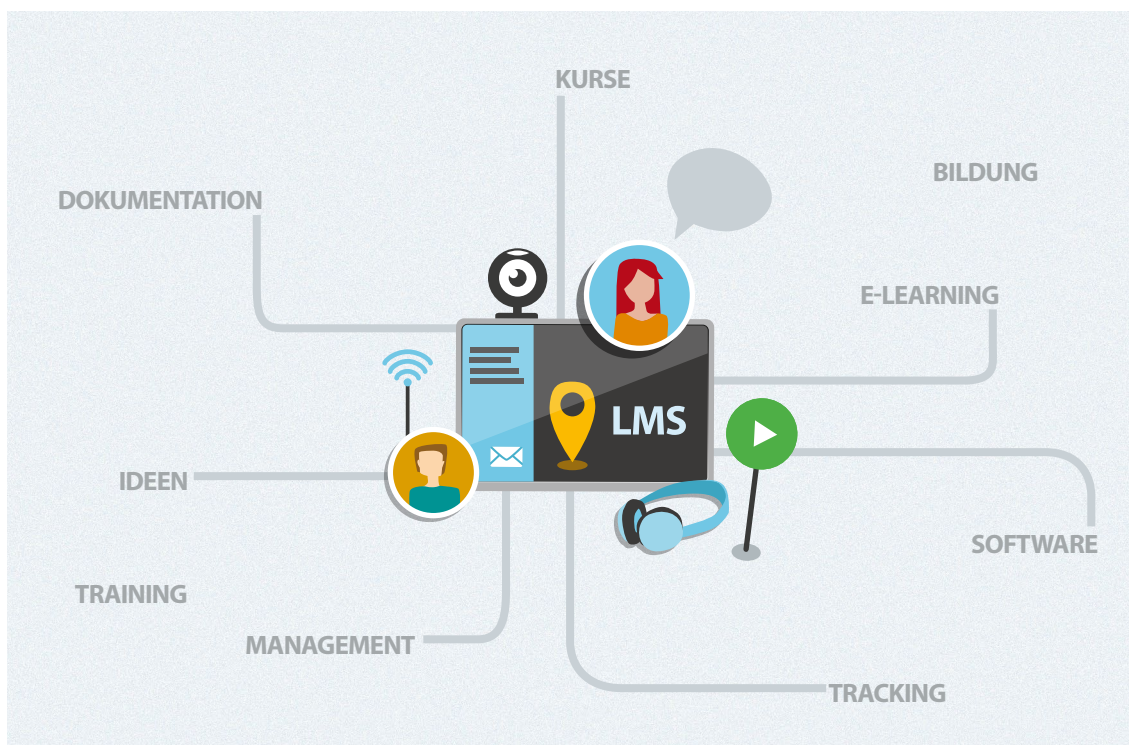 KURSE
BILDUNG
DOKUMENTATION
E-LEARNING
LMS
IDEEN
SOFTWARE
TRAINING
MANAGEMENT
TRACKING